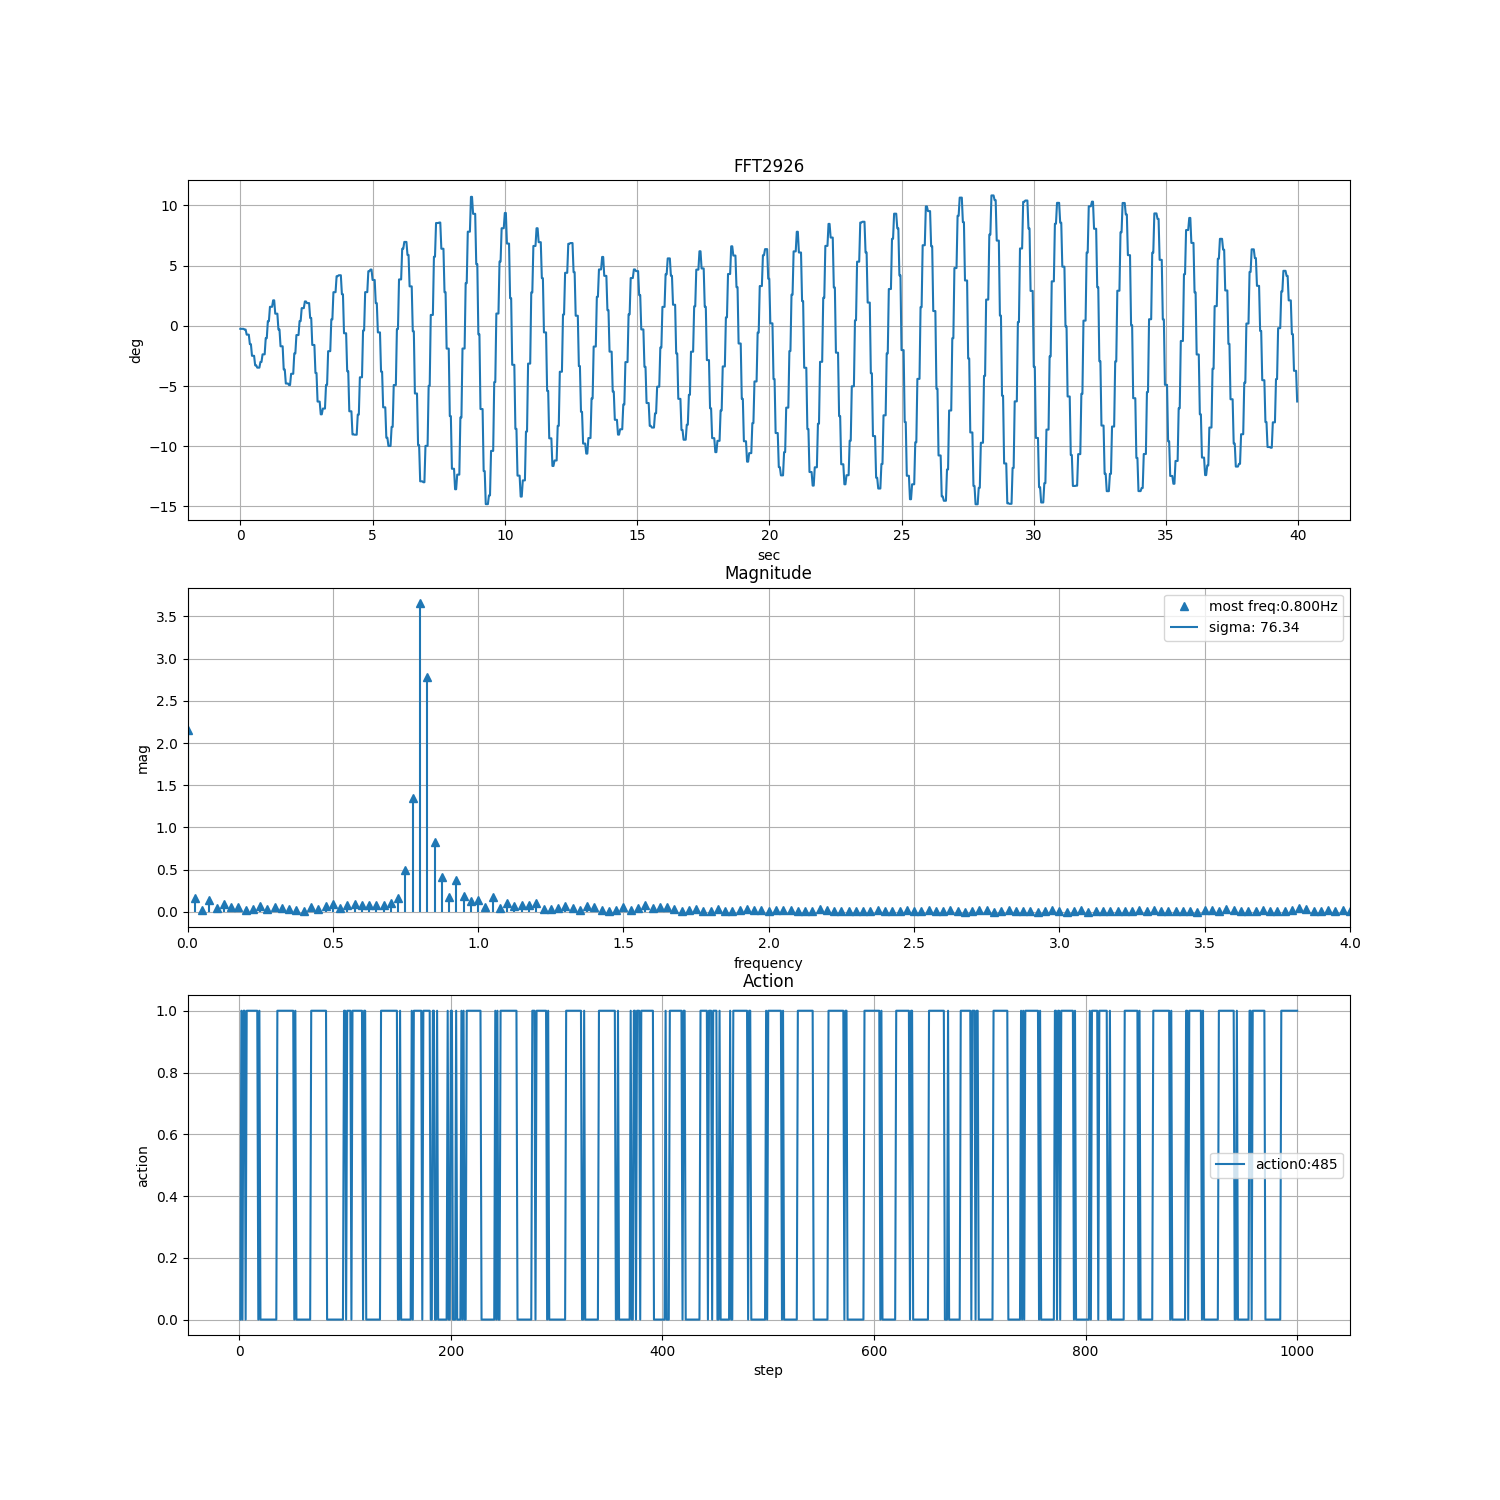 FFT2926
10
5
0
−5
−10
−15
deg
0 5 10 15 20 25 30 35 40
sec
Magnitude
3.5
3.0
2.5
2.0
1.5
1.0
0.5
0.0
mag
most freq:0.800Hz
sigma: 76.34
0.0 0.5 1.0 1.5 2.0 2.5 3.0 3.5 4.0
frequency
Action
1.0
0.8
0.6
0.4
0.2
0.0
action
action0:485
0 200 400 600 800 1000
step